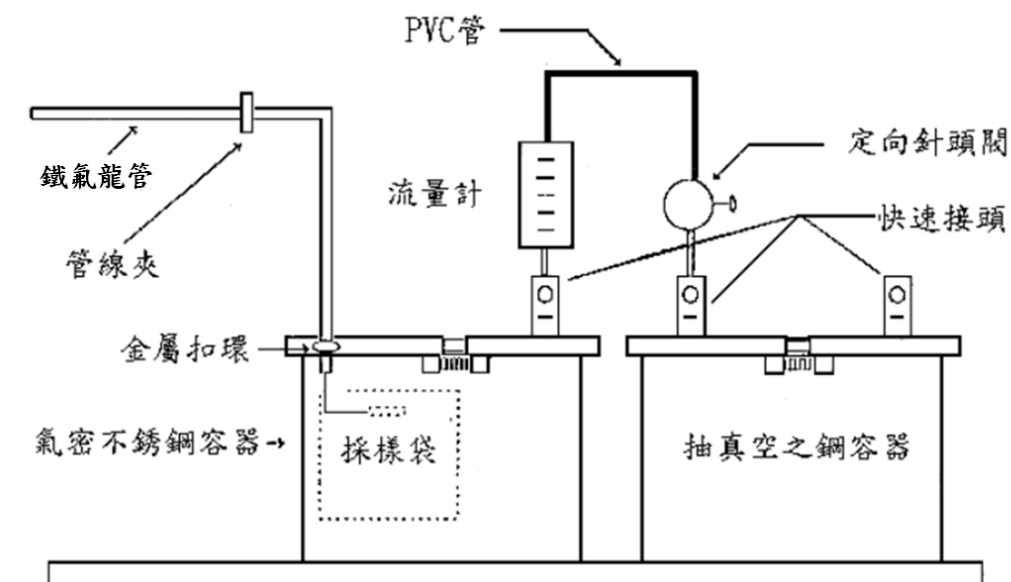 PVC管
定向針頭閥
鐵氟龍管
流量計
快速接頭
管線夾
金屬扣環
氣密不銹鋼容器
採樣袋
抽真空之鋼容器